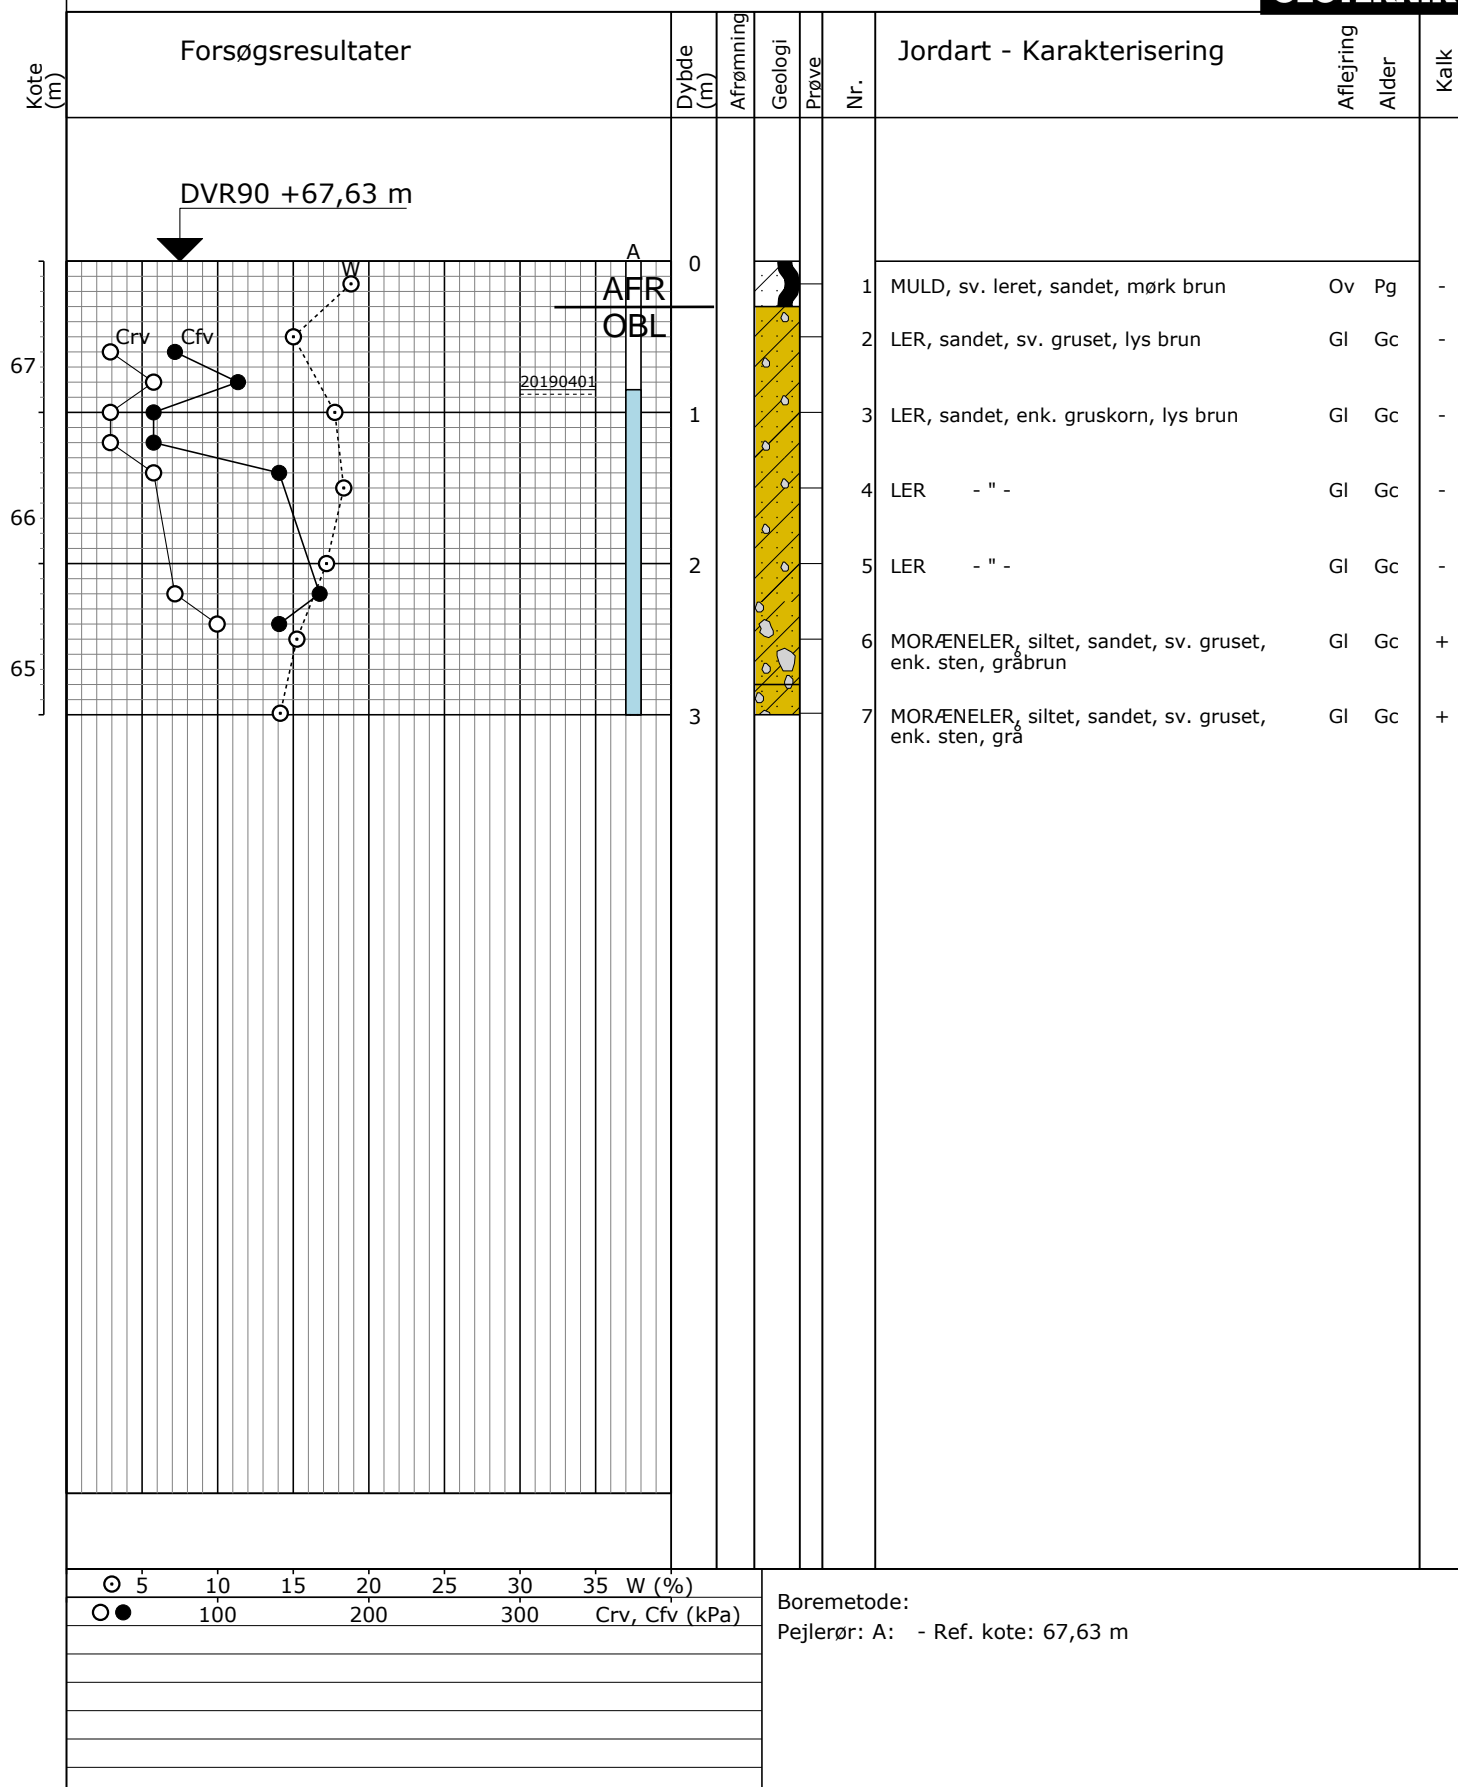 Kote (m)
Forsøgsresultater
Dybde (m)
Afrømning
Geologi
Prøve
Nr.
Jordart - Karakterisering
Aflejring
Alder
Kalk
DVR90 +67,63 m
A
W
0
AFR
OBL
1 MULD, sv. leret, sandet, mørk brun Ov Pg -
Crv Cfv
2 LER, sandet, sv. gruset, lys brun Gl Gc -
67
20190401
1
3 LER, sandet, enk. gruskorn, lys brun Gl Gc -
4 LER - " - Gl Gc -
66
2
5 LER - " - Gl Gc -
6 MORÆNELER, siltet, sandet, sv. gruset, Gl Gc +
enk. sten, gråbrun
65
3
7 MORÆNELER, siltet, sandet, sv. gruset, Gl Gc +
enk. sten, grå
5 10 15 20 25 30 35 W (%)
100 200 300 Crv, Cfv (kPa)
Boremetode:
Pejlerør: A: - Ref. kote: 67,63 m